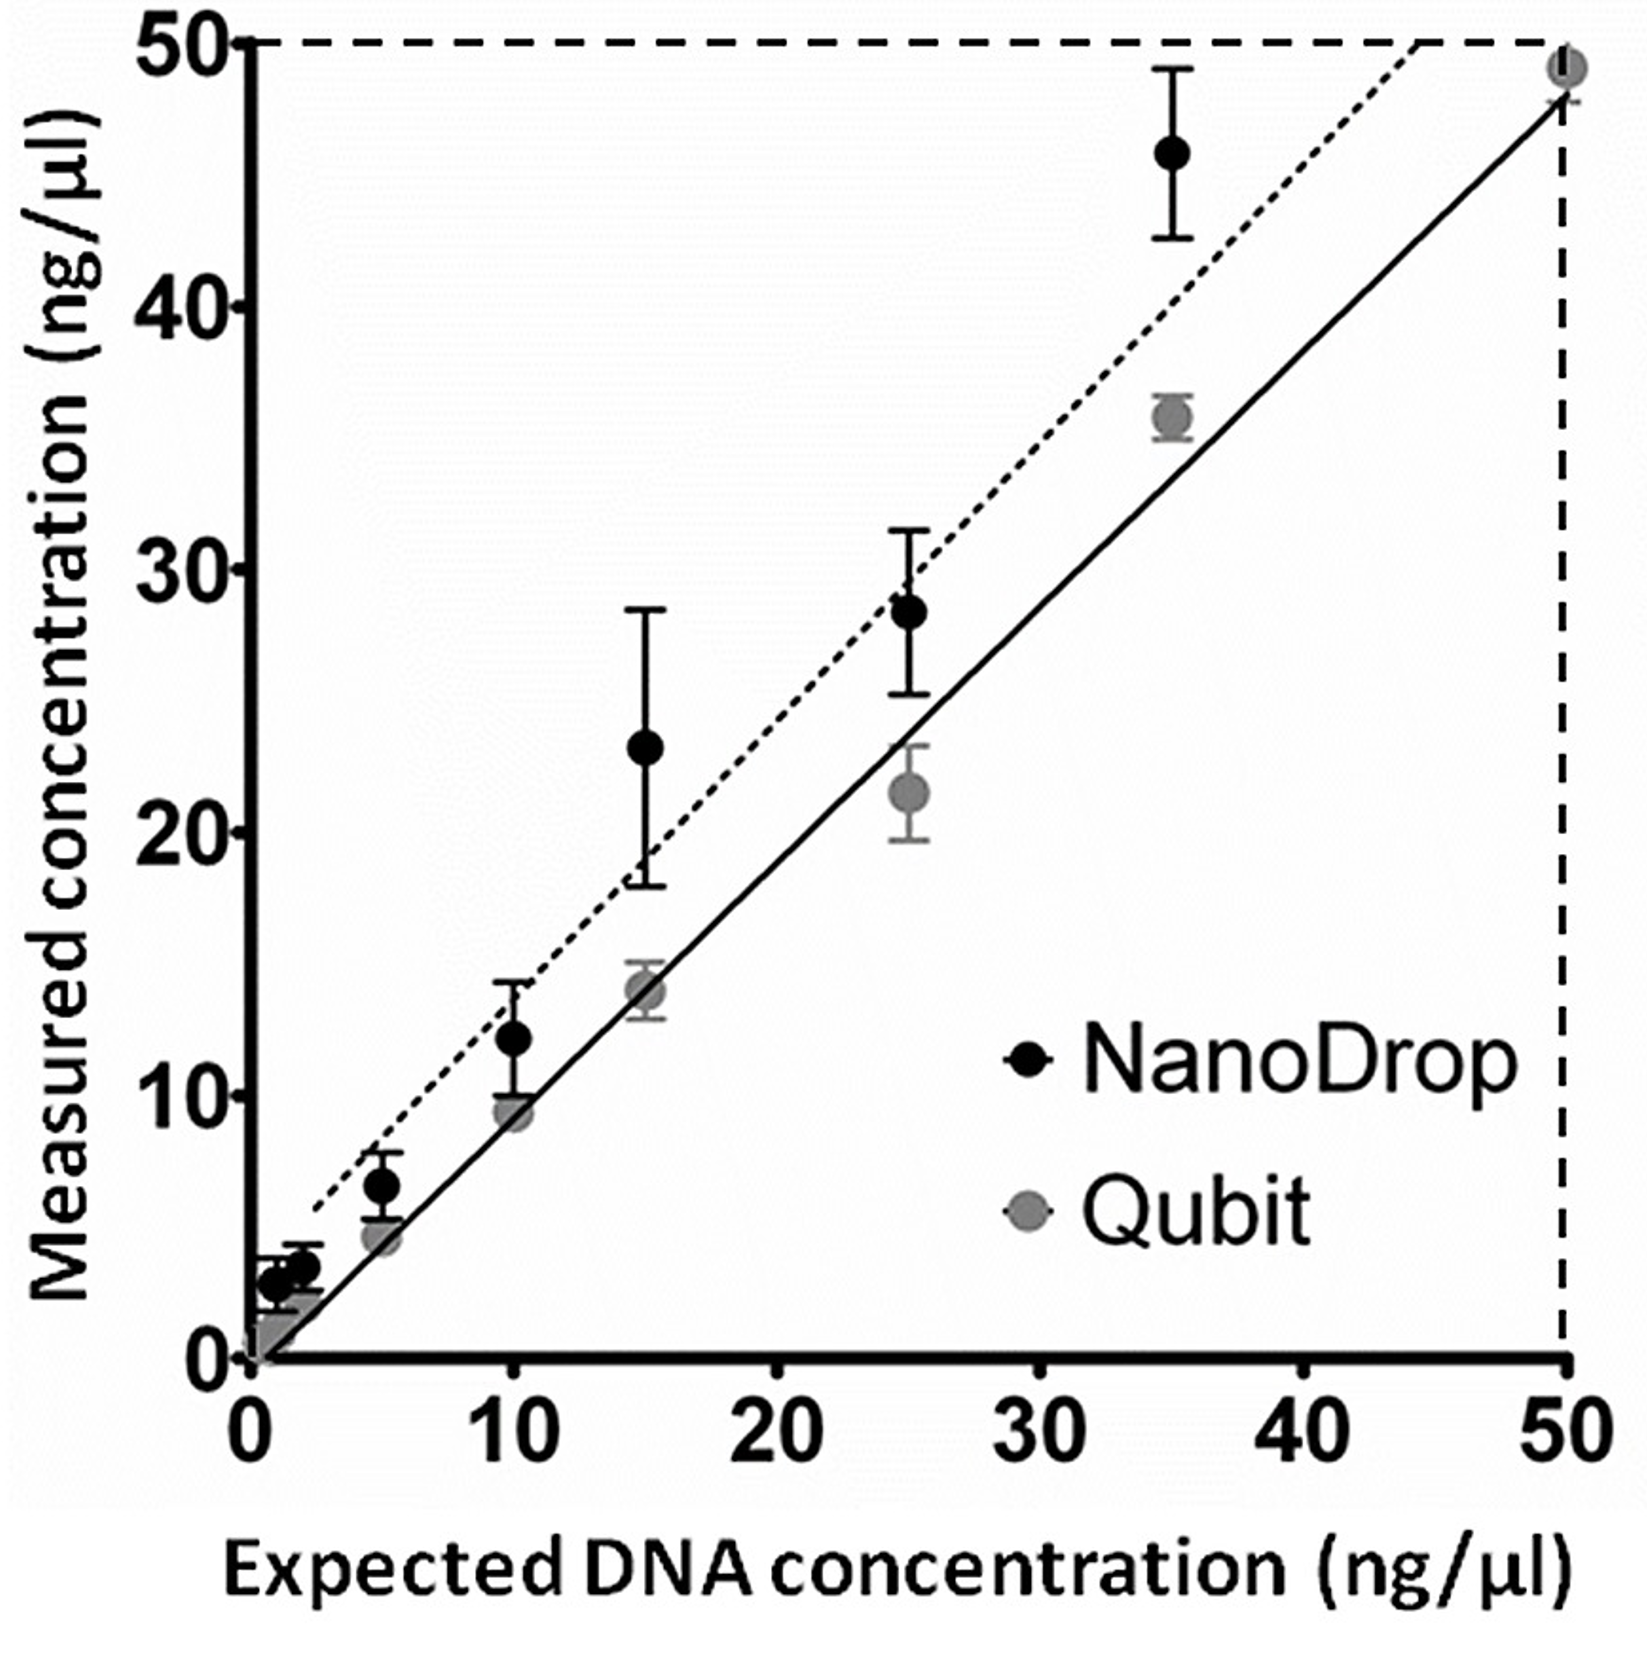 Measured concentration (ng/μl)
50
40
30
20
10
0
NanoDrop
Qubit
0 10 20 30 40 50
Expected DNA concentration (ng/μl)